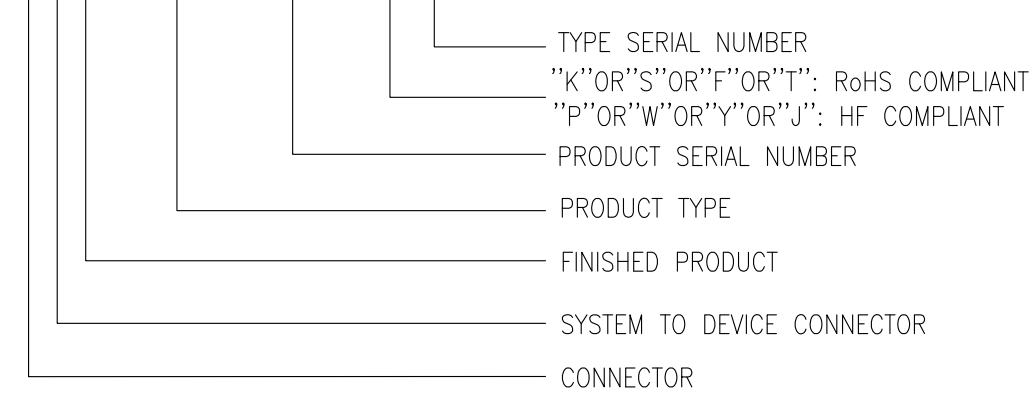 TYPE SERIAL NUMBER
’’K’’OR’’S’’OR’’F’’OR’’T’’: RoHS COMPLIANT
’’P’’OR’’W’’OR’’Y’’OR’’J’’: HF COMPLIANT
PRODUCT SERIAL NUMBER
PRODUCT TYPE
FINISHED PRODUCT
SYSTEM TO DEVICE CONNECTOR
CONNECTOR